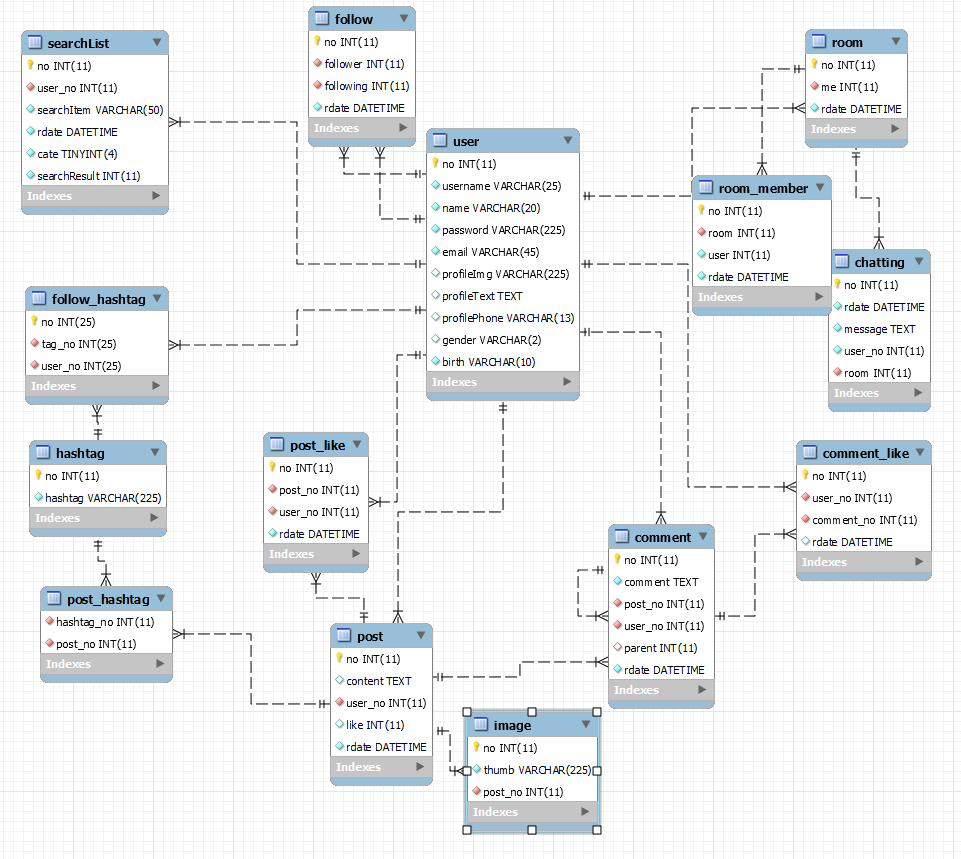 searchList
no INT(11)
user_no INT(11)
searchItem VARCHAR(50)
rdate DATETIME
cate TINYINT(4)
searchResult INT(11)
Indexes
follow
no INT(11)
follower INT(11)
following INT(11)
rdate DATETIME
Indexes
room
no INT(11)
me INT(11)
rdate DATETIME
Indexes
user
no INT(11)
username VARCHAR(25)
name VARCHAR(20)
password VARCHAR(225)
email VARCHAR(45)
profileImg VARCHAR(225)
profileText TEXT
profilePhone VARCHAR(13)
gender VARCHAR(2)
birth VARCHAR(10)
Indexes
room_member
no INT(11)
room INT(11)
user INT(11)
rdate DATETIME
Indexes
chatting
no INT(11)
rdate DATETIME
message TEXT
user_no INT(11)
room INT(11)
Indexes
follow_hashtag
no INT(25)
tag_no INT(25)
user_no INT(25)
Indexes
hashtag
no INT(11)
hashtag VARCHAR(225)
Indexes
post_like
no INT(11)
post_no INT(11)
user_no INT(11)
rdate DATETIME
Indexes
comment_like
no INT(11)
user_no INT(11)
comment_no INT(11)
rdate DATETIME
Indexes
comment
no INT(11)
comment TEXT
post_no INT(11)
user_no INT(11)
parent INT(11)
rdate DATETIME
Indexes
post_hashtag
hashtag_no INT(11)
post_no INT(11)
Indexes
post
no INT(11)
content TEXT
user_no INT(11)
like INT(11)
rdate DATETIME
Indexes
image
no INT(11)
thumb VARCHAR(225)
post_no INT(11)
Indexes